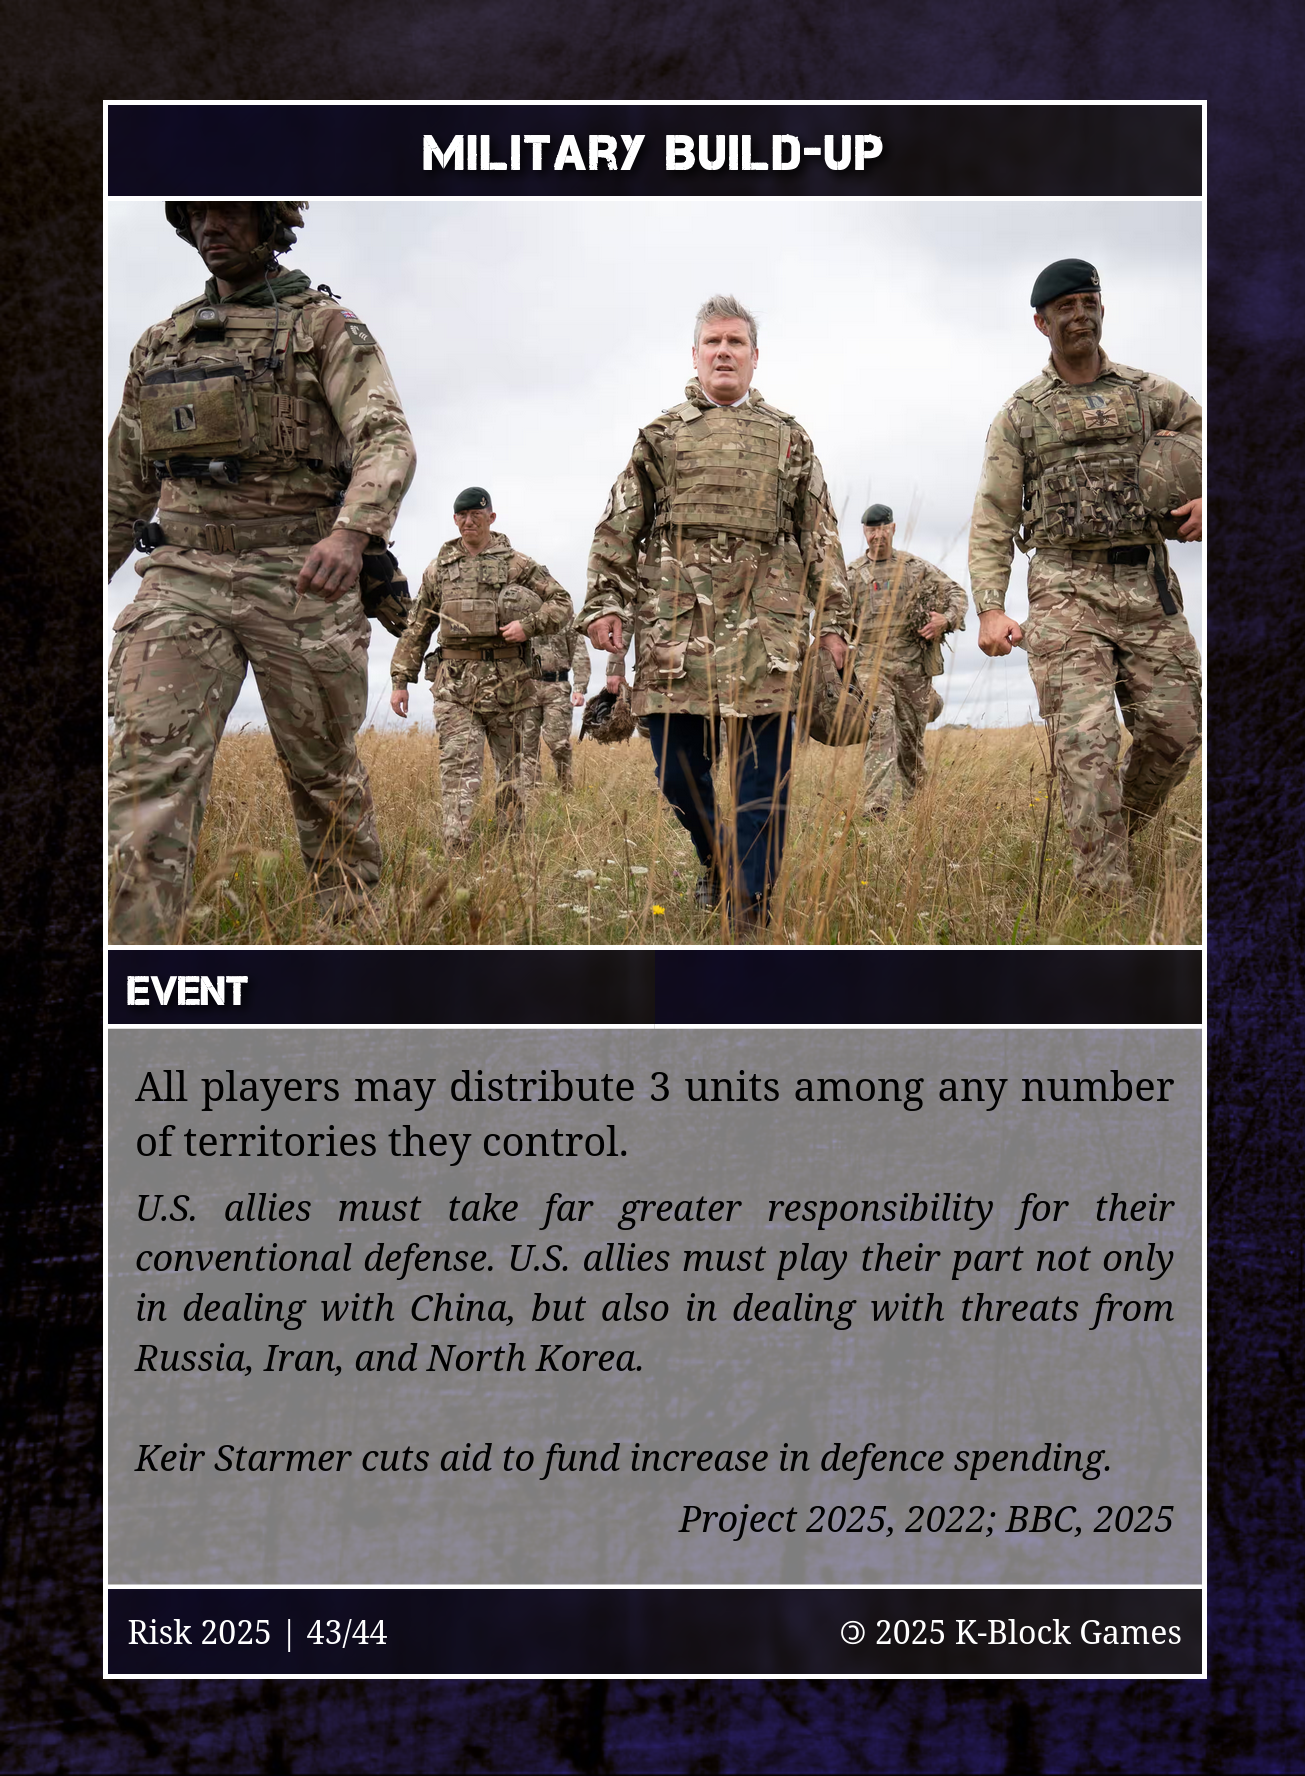 MILITARY BUILD-UP
EVENT
All players may distribute 3 units among any number
of territories they control.
U.S. allies must take far greater responsibility for their
conventional defense. U.S. allies must play their part not only
in dealing with China, but also in dealing with threats from
Russia, Iran, and North Korea.
Keir Starmer cuts aid to fund increase in defence spending.
Project 2025, 2022; BBC, 2025
Risk 2025 | 43/44
🄯 2025 K-Block Games